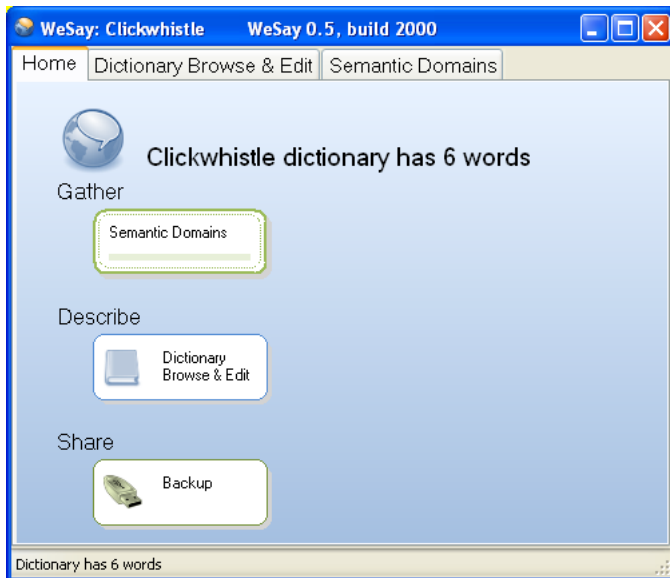 WeSay: Clickwhistle WeSay 0.5, build 2000
Home Dictionary Browse & Edit Semantic Domains
Clickwhistle dictionary has 6 words
Gather
Semantic Domains
Describe
Dictionary
Browse & Edit
Share
Backup
Dictionary has 6 words